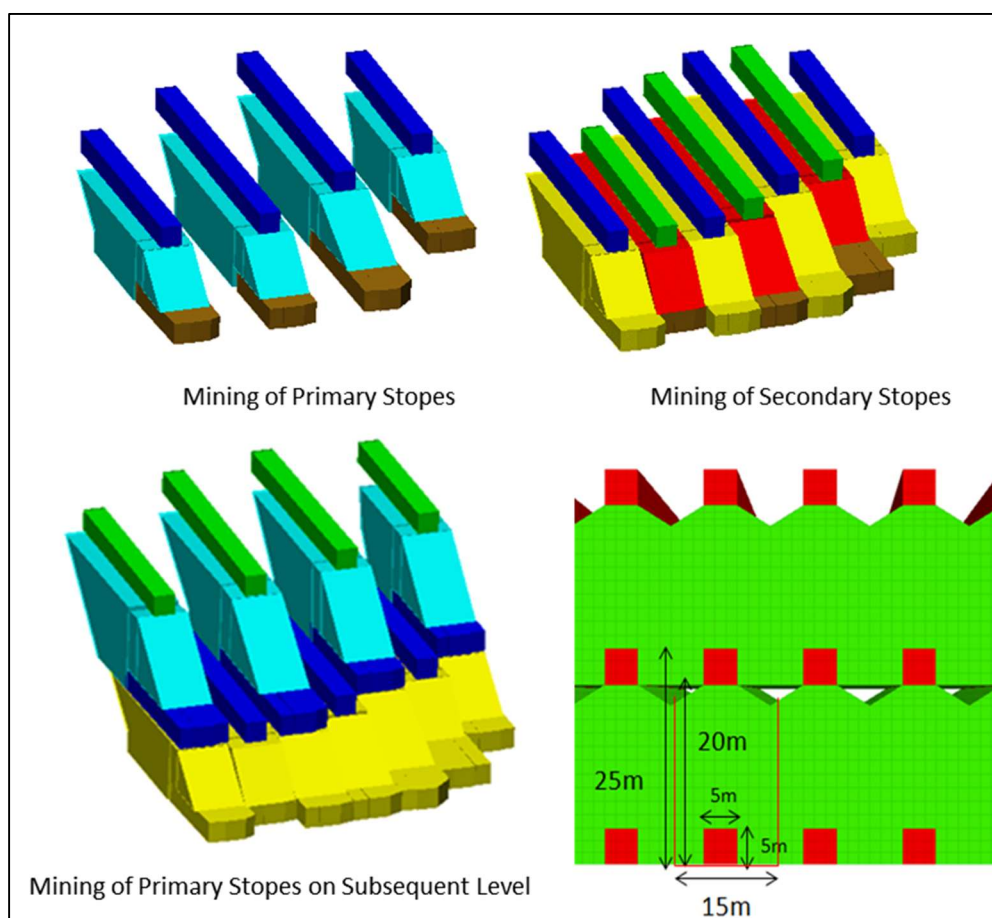 Mining of Primary Stopes
Mining of Secondary Stopes
Mining of Primary Stopes on Subsequent Level
25m
20m
5m
5m
15m